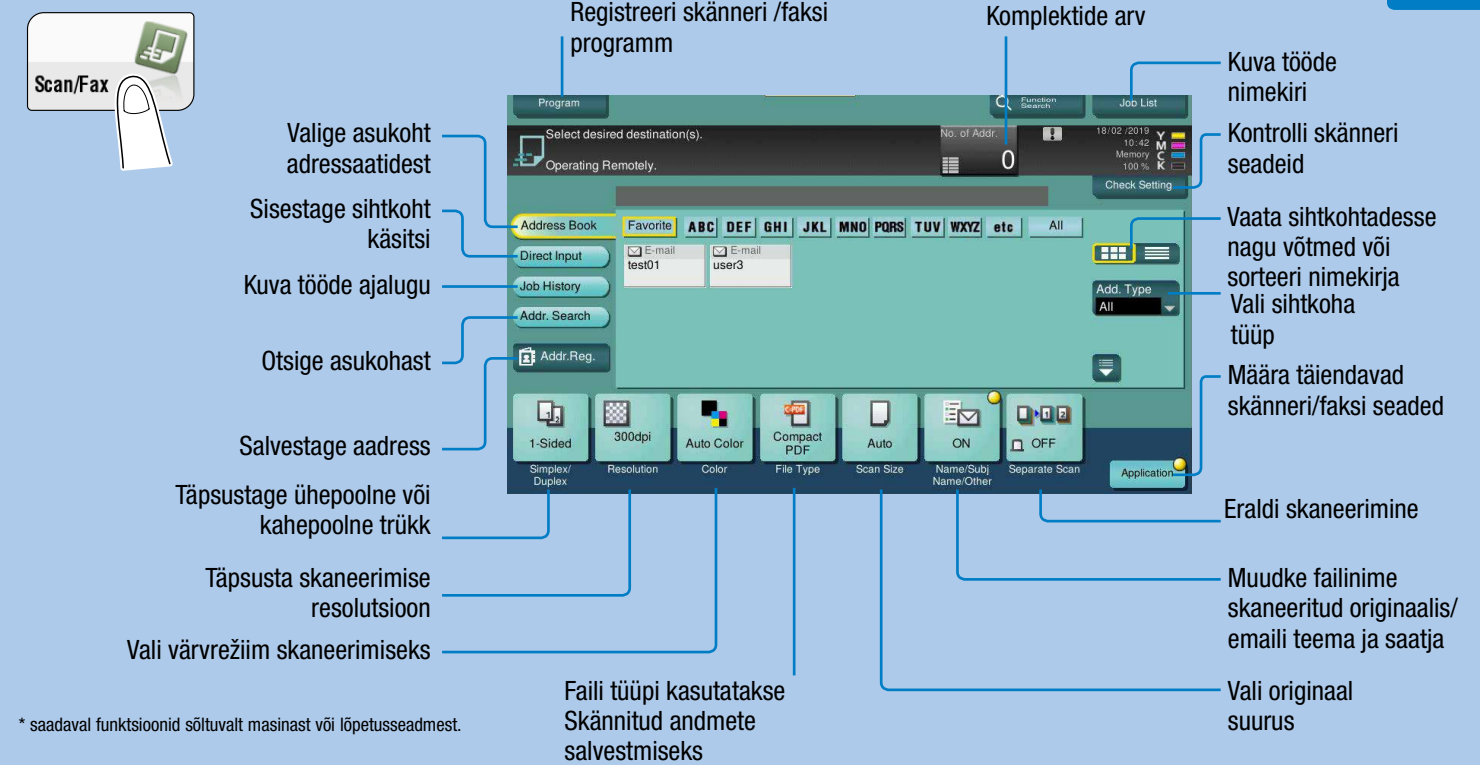 Registreeri skänneri /faksi
programm
Komplektide arv
Scan/Fax
Kuva tööde
nimekiri
Valige asukoht
adressaatidest
Kontrolli skänneri
seadeid
Sisestage sihtkoht
käsitsi
Vaata sihtkohtadesse
nagu võtmed või
sorteeri nimekirja
Kuva tööde ajalugu
Vali sihtkoha
tüüp
Otsige asukohast
Määra täiendavad
skänneri/faksi seaded
Salvestage aadress
Täpsustage ühepoolne või
kahepoolne trükk
Eraldi skaneerimine
Täpsusta skaneerimise
resolutsioon
Muudke failinime
skaneeritud originaalis/
emaili teema ja saatja
Vali värvrežiim skaneerimiseks
Faili tüüpi kasutatakse
Skännitud andmete
salvestmiseks
Vali originaal
suurus
* saadaval funktsioonid sõltuvalt masinast või lõpetusseadmest.
Program
Function
Search
Job List
Select desired destination(s).
Operating Remotely.
No. of Addr.
0
18/02 /2019
10:42
Memory
100 %
Y
M
C
K
Check Setting
Address Book
Favorite ABC DEF GHI JKL MNO PQRS TUV WXYZ etc All
Direct Input
E-mail
test01
E-mail
user3
Job History
Add. Type
All
Addr. Search
Addr.Reg.
1 2
1-Sided
300dpi
Auto Color
C-PDF
Compact
PDF
Auto
ON
1 2
OFF
Simplex/
Duplex
Resolution
Color
File Type
Scan Size
Name/Subj
Name/Other
Separate Scan
Application